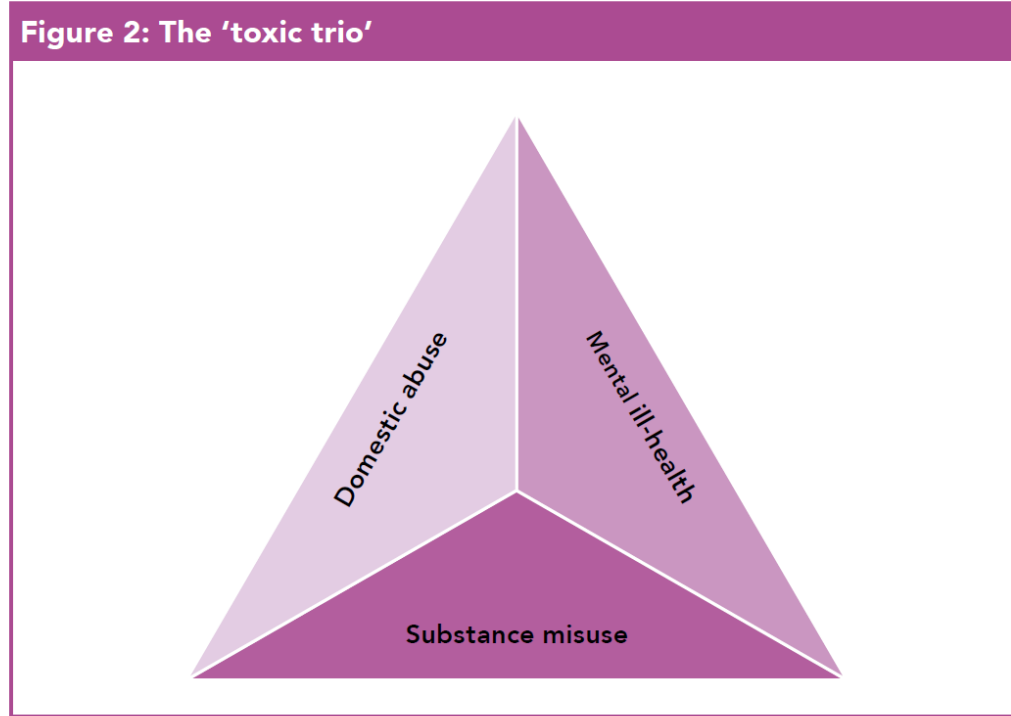 Figure 2: The ‘toxic trio’
Domestic abuse
Mental ill-health
Substance misuse